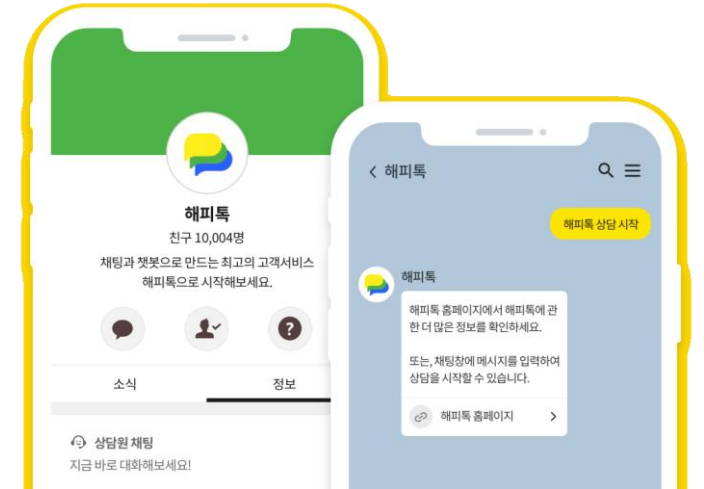 해피톡
친구 10,004명
채팅과 챗봇으로 만드는 최고의 고객서비스
해피톡으로 시작해보세요.
?
소식
정보
상담원 채팅
지금 바로 대화해보세요!
해피톡
해피톡 상담 시작
해피톡
해피톡 홈페이지에서 해피톡에 관
한 더 많은 정보를 확인하세요.
또는, 채팅창에 메시지를 입력하여
상담을 시작할 수 있습니다.
해피톡 홈페이지